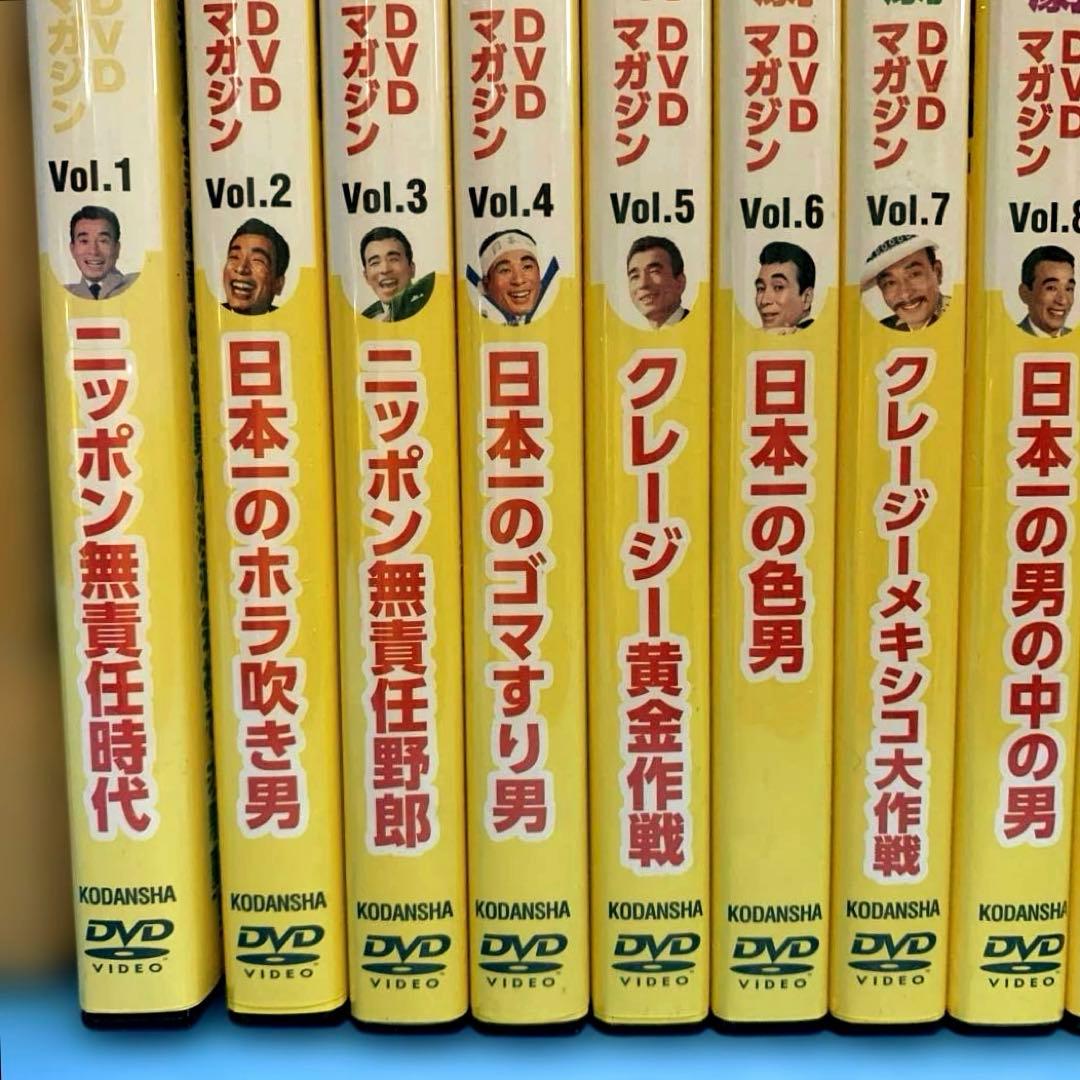 DVD
マガジン
Vol.1
ニッポン無責任時代
KODANSHA
DVD
VIDEO
DVD
マガジン
Vol.2
日本一のホラ吹き男
KODANSHA
DVD
VIDEO
DVD
マガジン
Vol.3
ニッポン無責任野郎
KODANSHA
DVD
VIDEO
DVD
マガジン
Vol.4
日本一
日本一のゴマすり男
KODANSHA
DVD
VIDEO
DVD
マガジン
Vol.5
クレージー黄金作戦
KODANSHA
DVD
VIDEO
DVD
マガジン
Vol.6
日本一の色男
KODANSHA
DVD
VIDEO
DVD
マガジン
Vol.7
クレージーメキシコ大作戦
KODANSHA
DVD
VIDEO
DVD
マガジン
Vol.8
日本一の男の中の男
KODANSHA
DVD
VIDEO